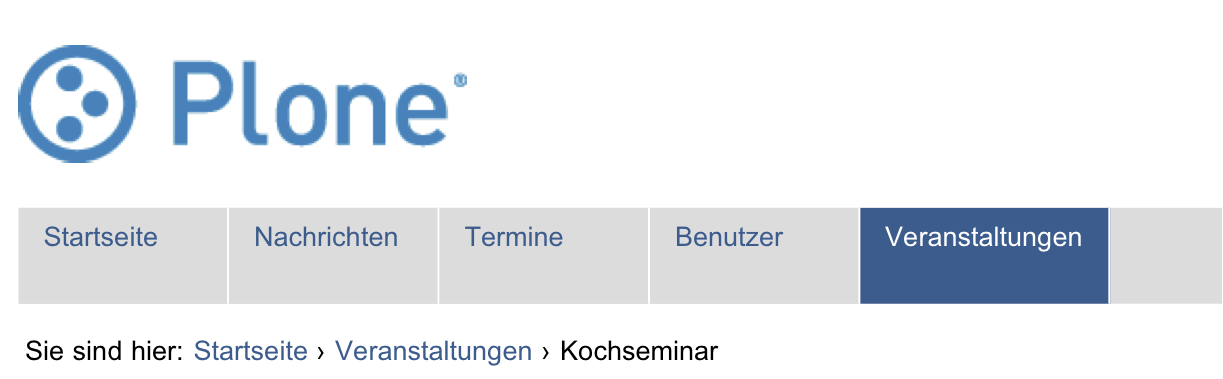 Plone®
Startseite Nachrichten Termine Benutzer Veranstaltungen
Sie sind hier: Startseite › Veranstaltungen › Kochseminar